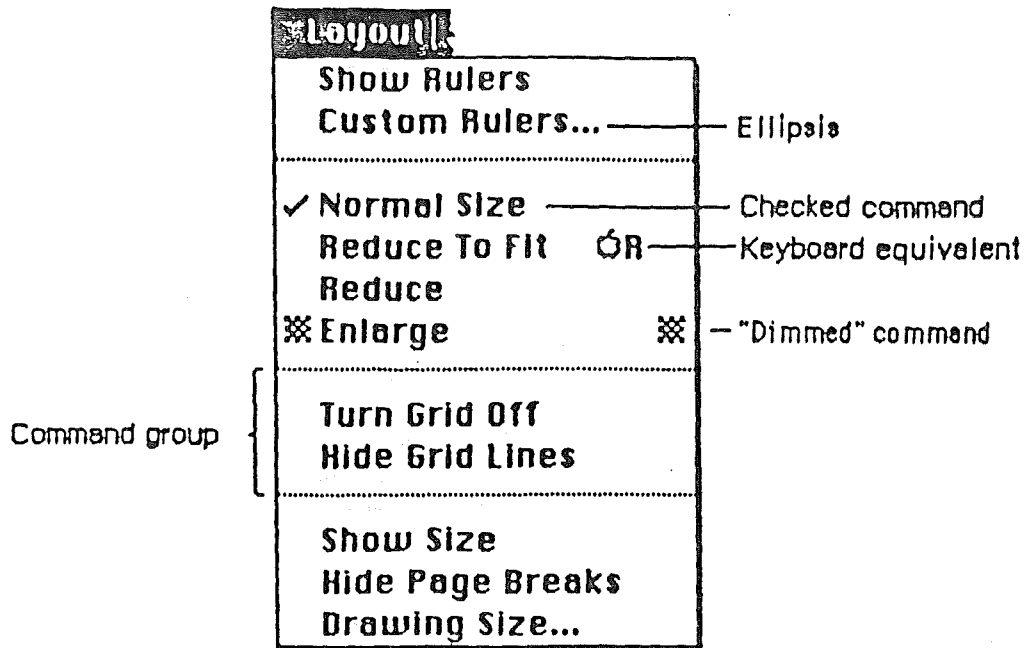 Layout
Show Rulers
Custom Rulers...
Ellipsis
✓ Normal Size
Checked command
Reduce To Fit R
Keyboard equivalent
Reduce
Enlarge
"Dimmed" command
Command group
Turn Grid Off
Hide Grid Lines
Show Size
Hide Page Breaks
Drawing Size...